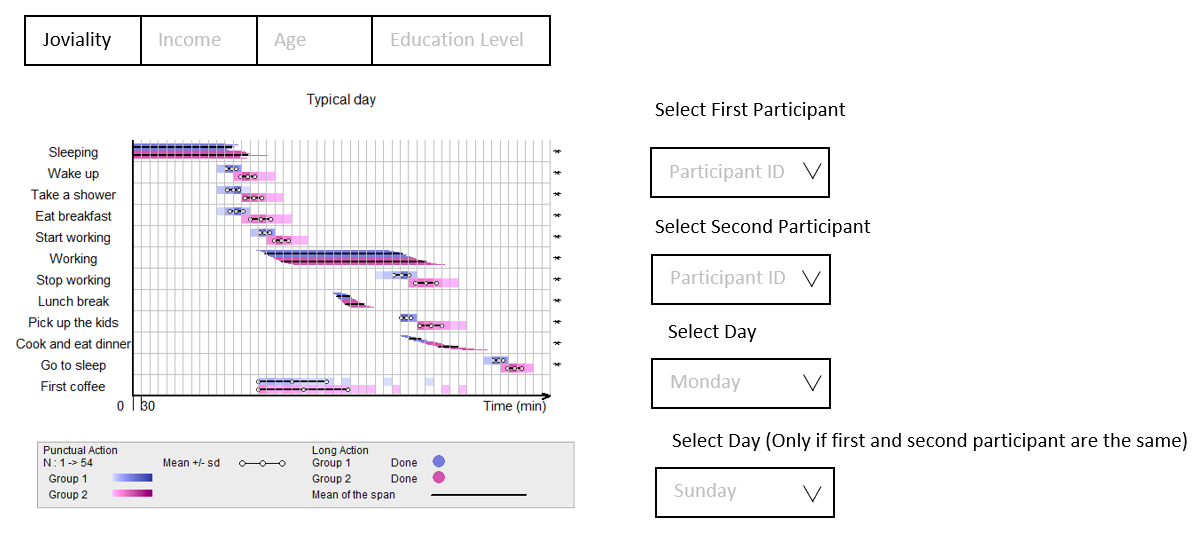 Joviality Income Age Education Level
Typical day
Sleeping
Wake up
Take a shower
Eat breakfast
Start working
Working
Stop working
Lunch break
Pick up the kids
Cook and eat dinner
Go to sleep
First coffee
0 30 Time (min)
Punctual Action
N : 1 -> 54 Mean +/- sd
Group 1
Group 2
Long Action
Group 1 Done
Group 2 Done
Mean of the span
Select First Participant
Participant ID
Select Second Participant
Participant ID
Select Day
Monday
Select Day (Only if first and second participant are the same)
Sunday